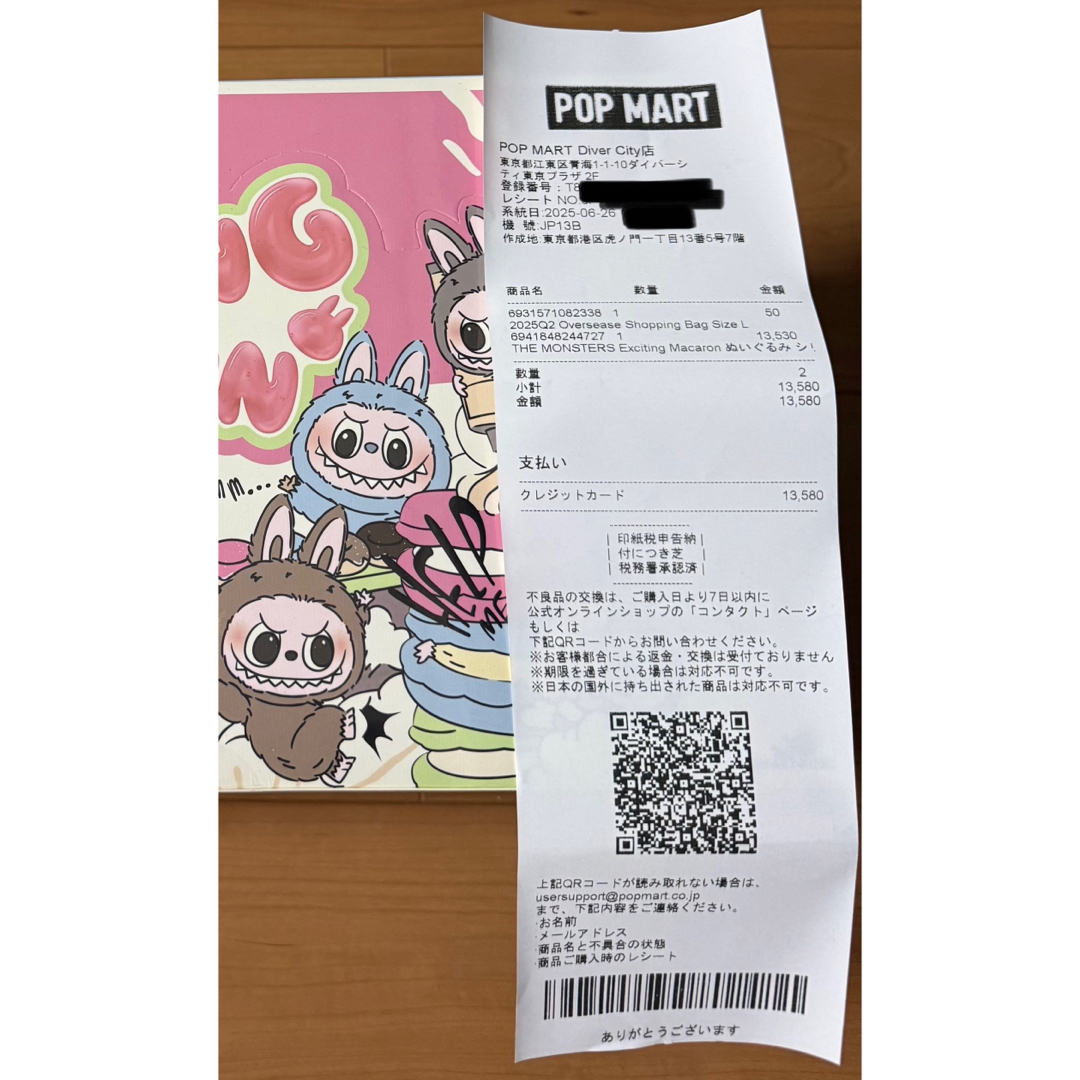 POP MART
POP MART Diver City店
東京都江東区青海1-1-10ダイバーシ
ティ東京プラザ 2F
登録番号：T8
レシート NO.
系統日:2025-06-26
機 號:JP13B
作成地:東京都港区虎ノ門一丁目13番5号7階
商品名 数量 金額
6931571082338 1 50
2025Q2 Oversease Shopping Bag Size L
6941848244727 1 13,530
THE MONSTERS Exciting Macaron ぬいぐるみ シリ
数量 2
小計 13,580
金額 13,580
支払い
クレジットカード 13,580
印紙税申告納
付につき芝
税務署承認済
不良品の交換は、ご購入日より7日以内に
公式オンラインショップの「コンタクト」ページ
もしくは
下記QRコードからお問い合わせください。
※お客様都合による返金・交換は受付ておりません
※期限を過ぎている場合は対応不可です。
※日本の国外に持ち出された商品は対応不可です。
上記QRコードが読み取れない場合は、
usersupport@popmart.co.jp
まで、下記内容をご連絡ください。
·お名前
·メールアドレス
·商品名と不具合の状態
·商品ご購入時のレシート
ありがとうございます